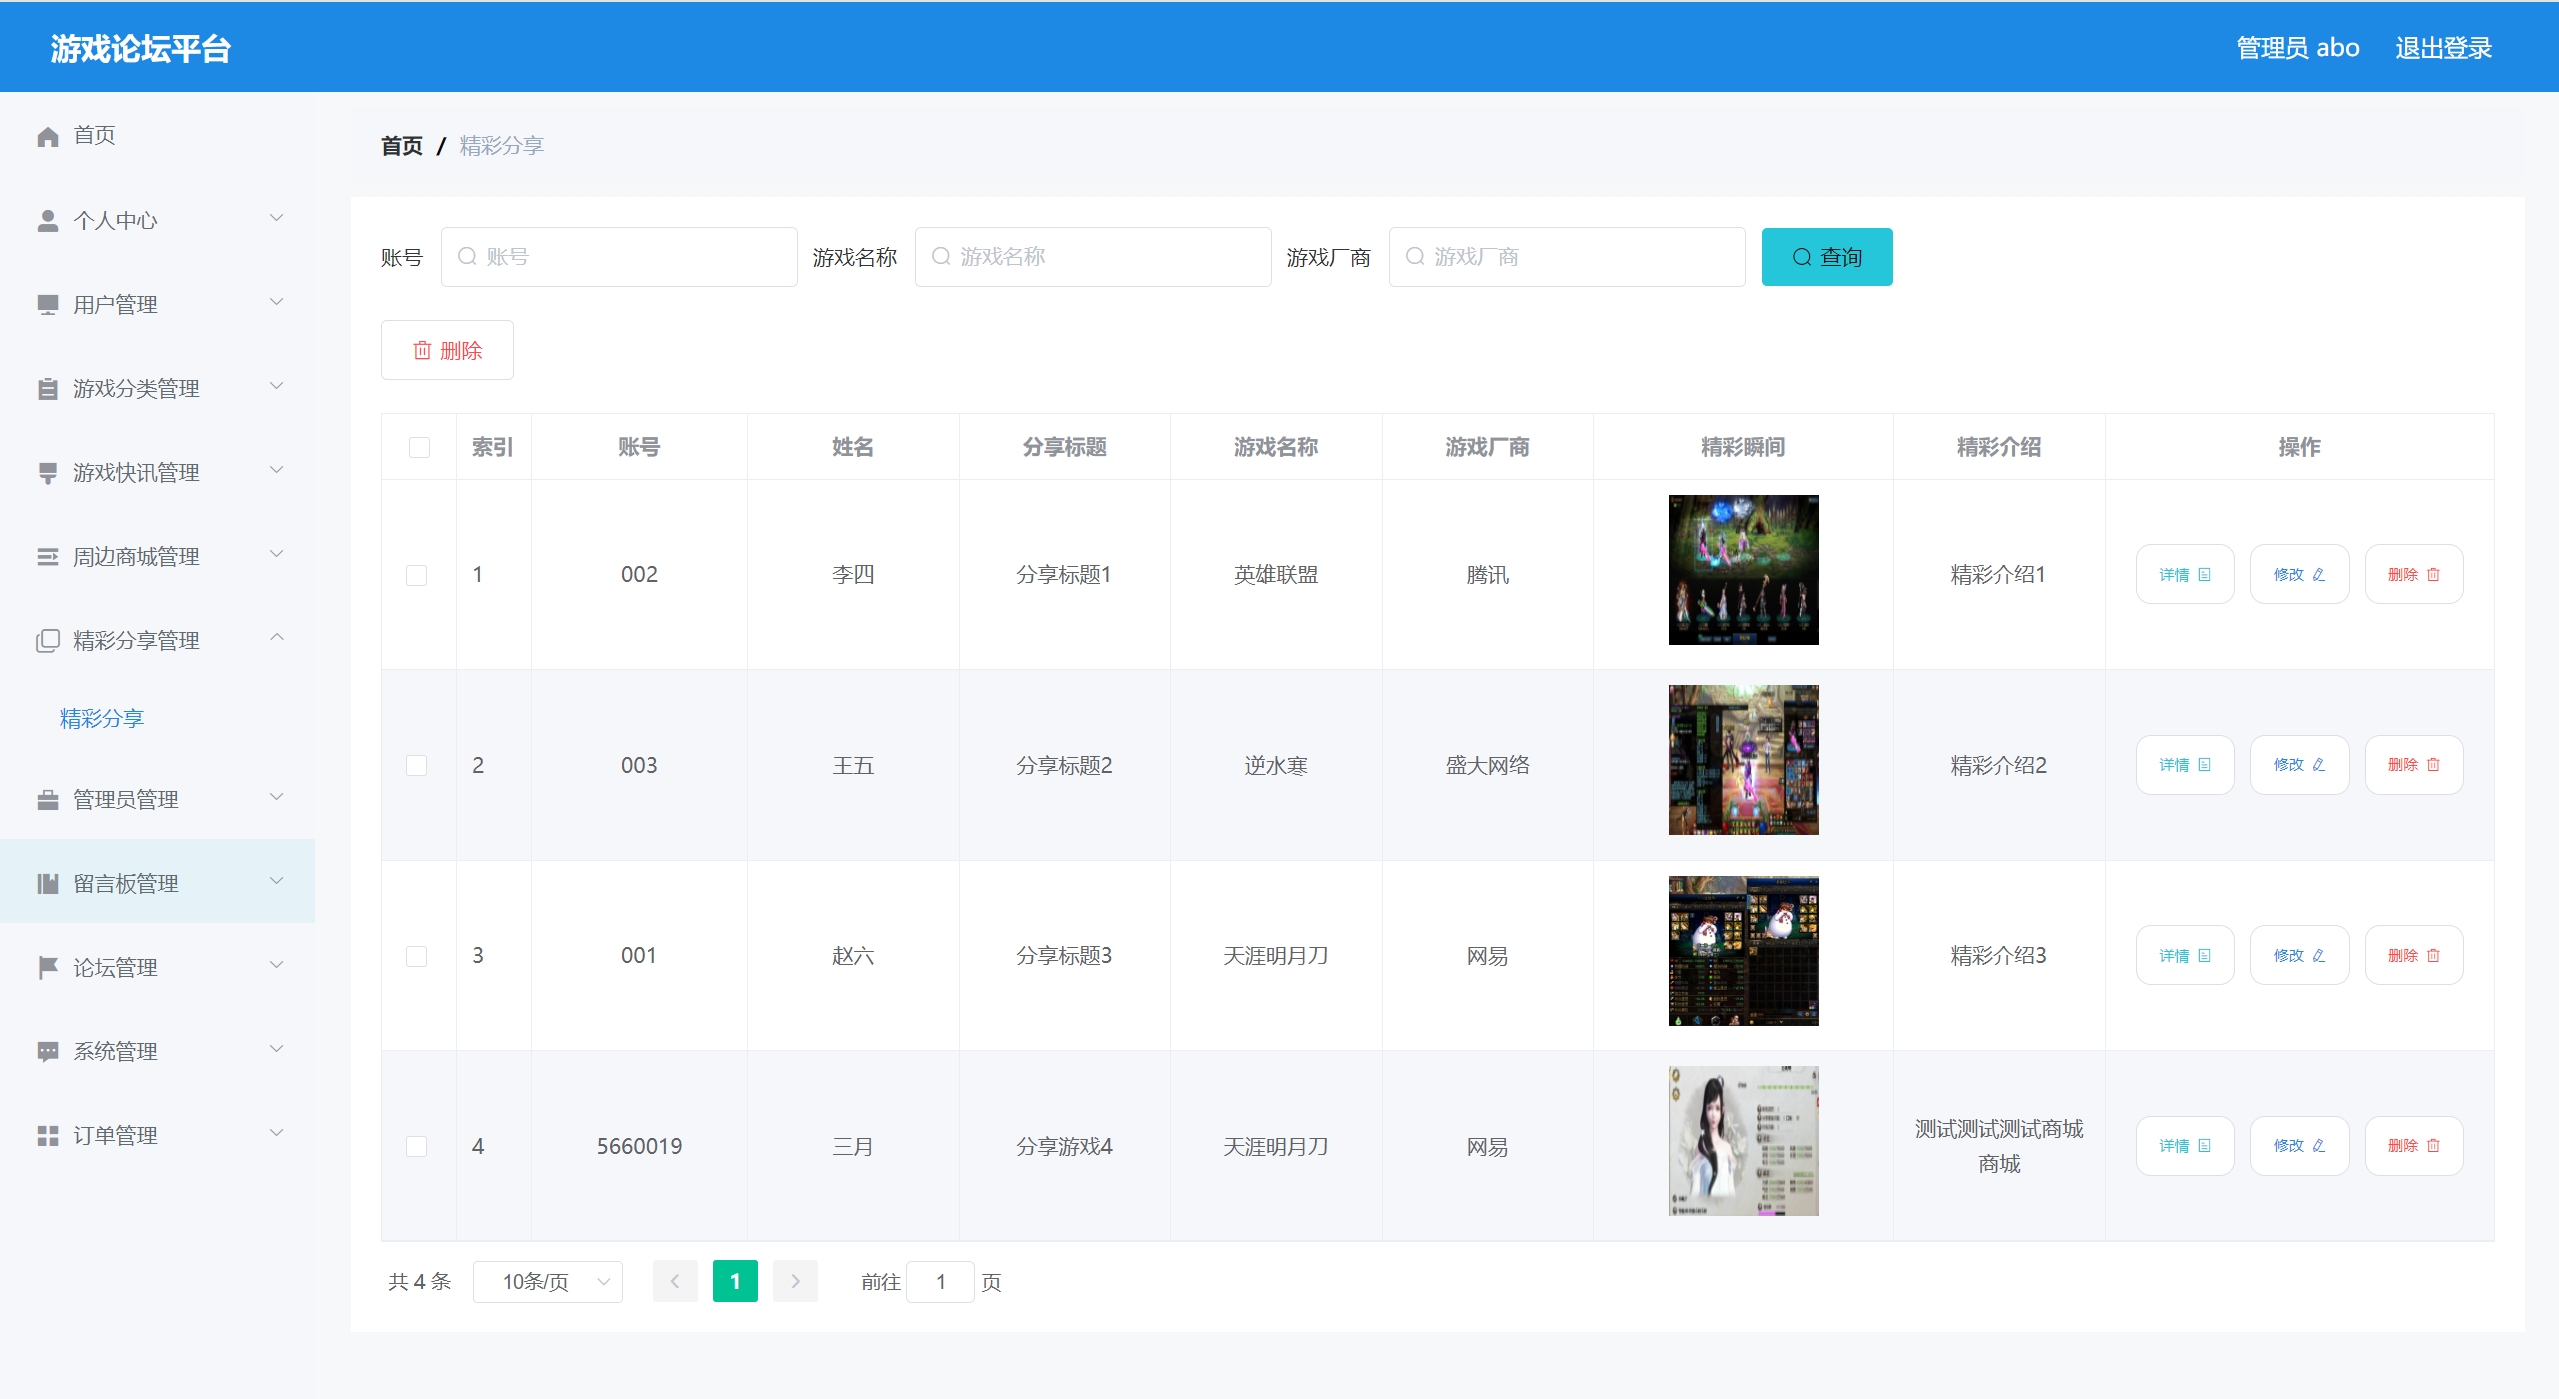 游戏论坛平台
管理员 abo 退出登录
首页
个人中心
用户管理
游戏分类管理
游戏快讯管理
周边商城管理
精彩分享管理
精彩分享
管理员管理
留言板管理
论坛管理
系统管理
订单管理
首页 / 精彩分享
账号 账号 游戏名称 游戏名称 游戏厂商 游戏厂商 查询
删除
索引 账号 姓名 分享标题 游戏名称 游戏厂商 精彩瞬间 精彩介绍 操作
1 002 李四 分享标题1 英雄联盟 腾讯 精彩介绍1 详情 修改 删除
2 003 王五 分享标题2 逆水寒 盛大网络 精彩介绍2 详情 修改 删除
3 001 赵六 分享标题3 天涯明月刀 网易 精彩介绍3 详情 修改 删除
4 5660019 三月 分享游戏4 天涯明月刀 网易 测试测试测试商城
商城 详情 修改 删除
共 4 条 10条/页 1 前往 1 页